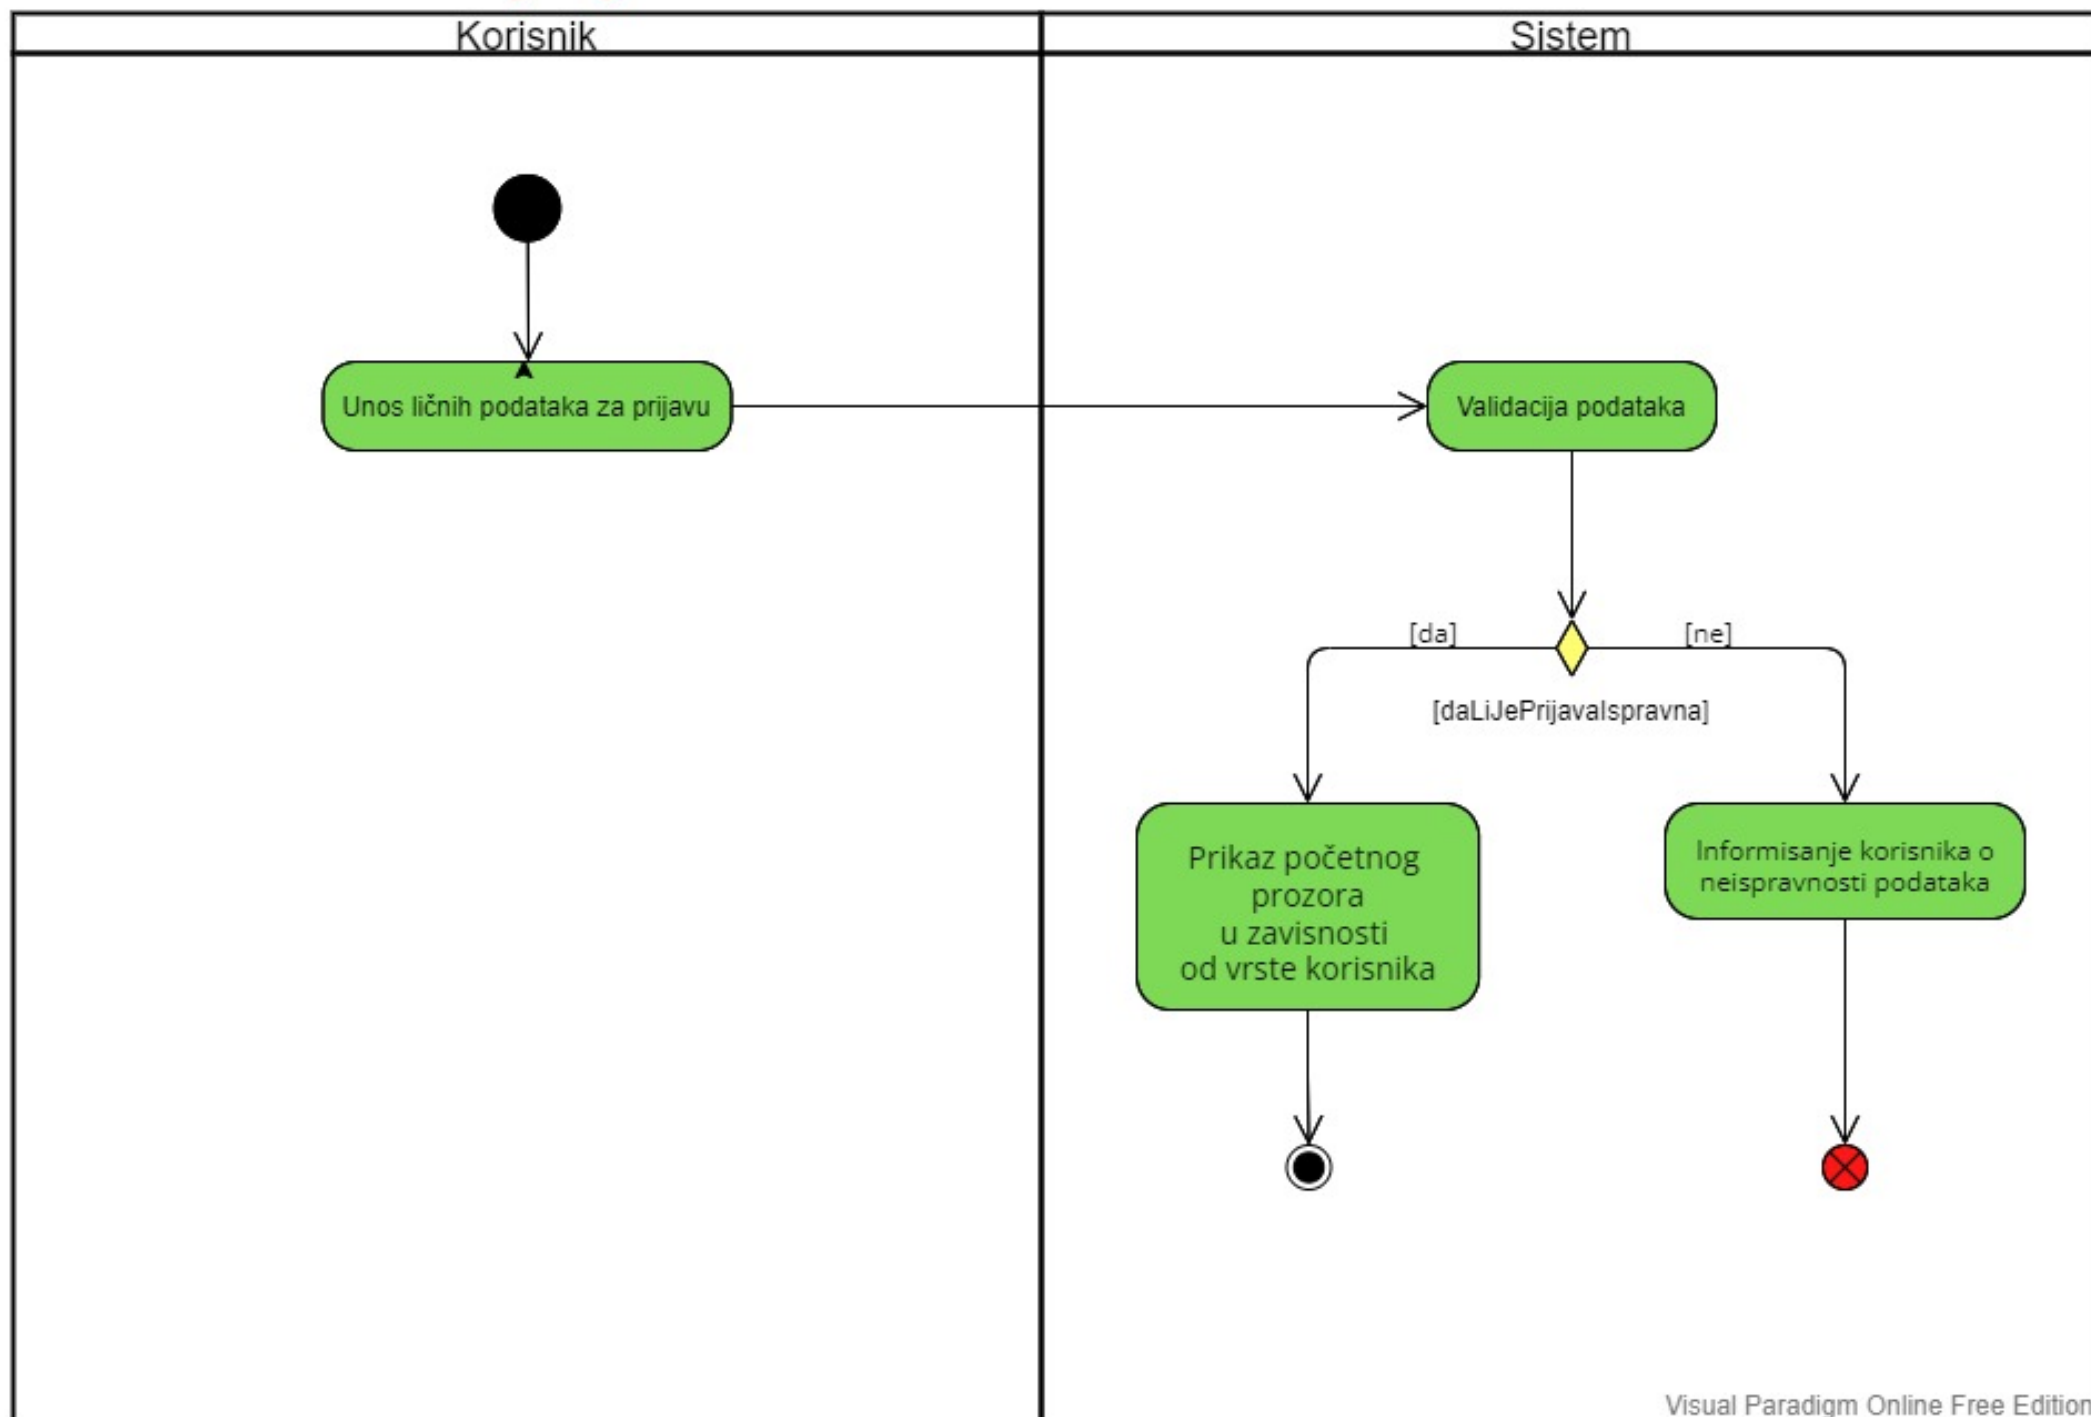 Korisnik
Sistem
Unos ličnih podataka za prijavu
Validacija podataka
[da]
[ne]
[daLiJePrijavaIspravna]
Prikaz početnog
prozora
u zavisnosti
od vrste korisnika
Informisanje korisnika o
neispravnosti podataka
Visual Paradigm Online Free Edition